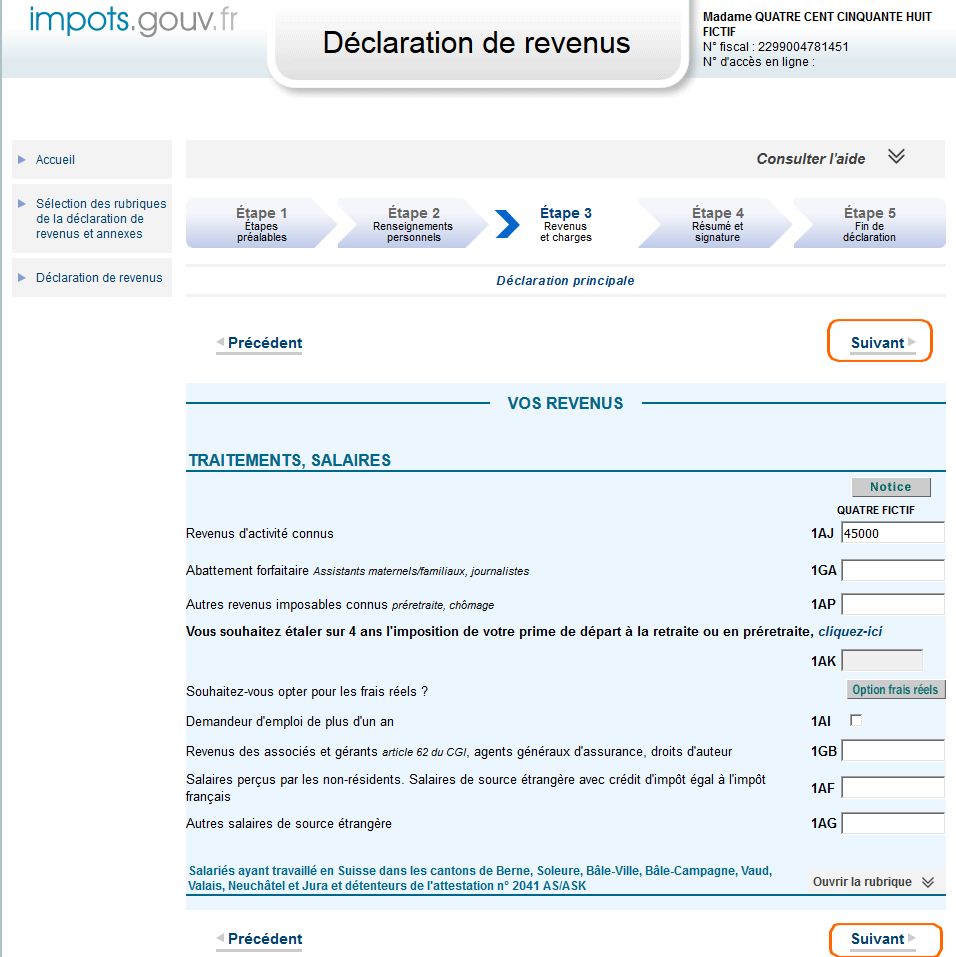 impots.gouv.fr
Déclaration de revenus
Madame QUATRE CENT CINQUANTE HUIT
FICTIF
N° fiscal : 2299004781451
N° d'accès en ligne :
Accueil
Sélection des rubriques
de la déclaration de
revenus et annexes
Déclaration de revenus
Consulter l'aide
Étape 1
Étapes
préalables
Étape 2
Renseignements
personnels
Étape 3
Revenus
et charges
Étape 4
Résumé et
signature
Étape 5
Fin de
déclaration
Déclaration principale
Précédent
Suivant
VOS REVENUS
TRAITEMENTS, SALAIRES
Notice
QUATRE FICTIF
Revenus d'activité connus 1AJ 45000
Abattement forfaitaire Assistants maternels/familiaux, journalistes 1GA
Autres revenus imposables connus préretraite, chômage 1AP
Vous souhaitez étaler sur 4 ans l'imposition de votre prime de départ à la retraite ou en préretraite, cliquez-ici
1AK
Souhaitez-vous opter pour les frais réels ? Option frais réels
Demandeur d'emploi de plus d'un an 1AI
Revenus des associés et gérants article 62 du CGI, agents généraux d'assurance, droits d'auteur 1GB
Salaires perçus par les non-résidents. Salaires de source étrangère avec crédit d'impôt égal à l'impôt
français 1AF
Autres salaires de source étrangère 1AG
Salariés ayant travaillé en Suisse dans les cantons de Berne, Soleure, Bâle-Ville, Bâle-Campagne, Vaud,
Valais, Neuchâtel et Jura et détenteurs de l'attestation n° 2041 AS/ASK
Ouvrir la rubrique
Précédent
Suivant